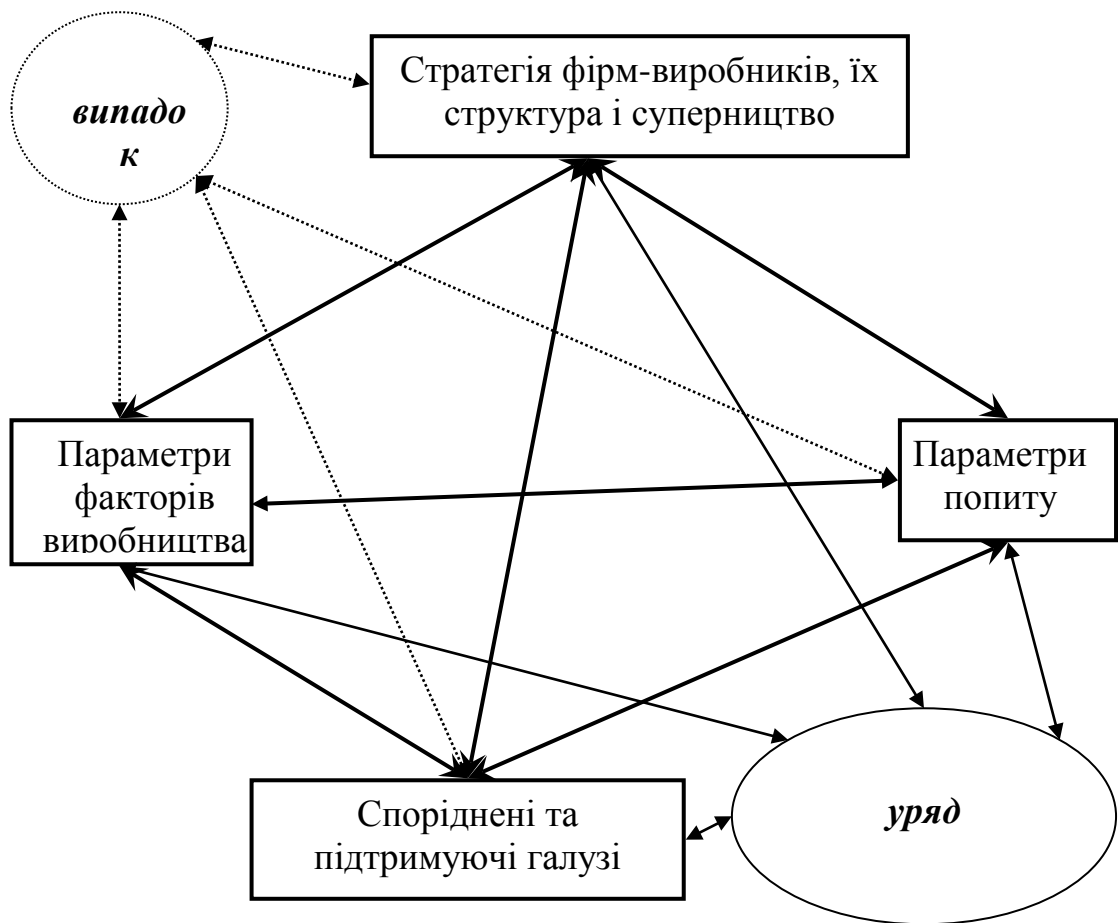 Стратегія фірм-виробників, їх
структура і суперництво
випадо
к
Параметри
факторів
виробництва
Параметри
попиту
Споріднені та
підтримуючі галузі
уряд